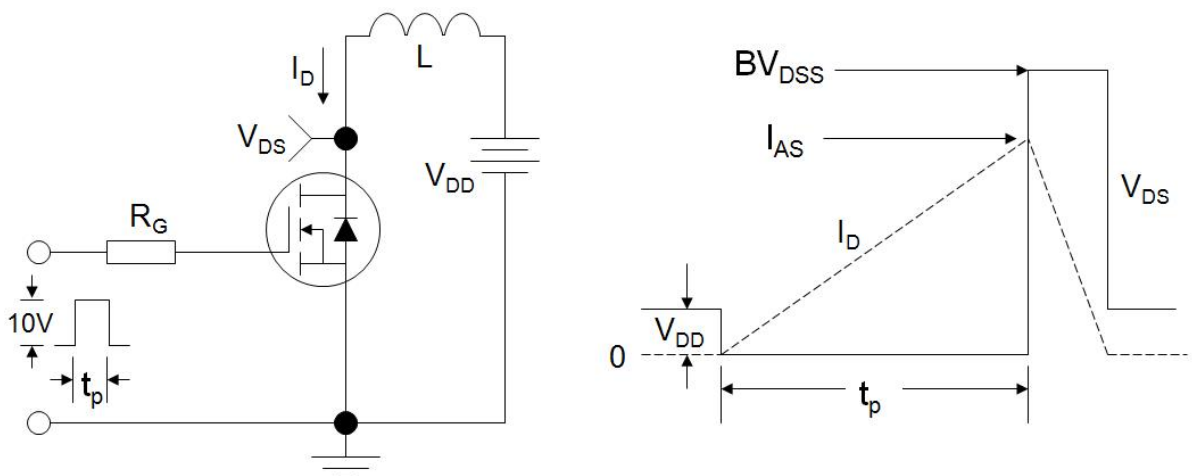 I_D
L
V_DS
V_DD
R_G
10V
t_p
BV_DSS
I_AS
V_DS
I_D
V_DD
0
t_p